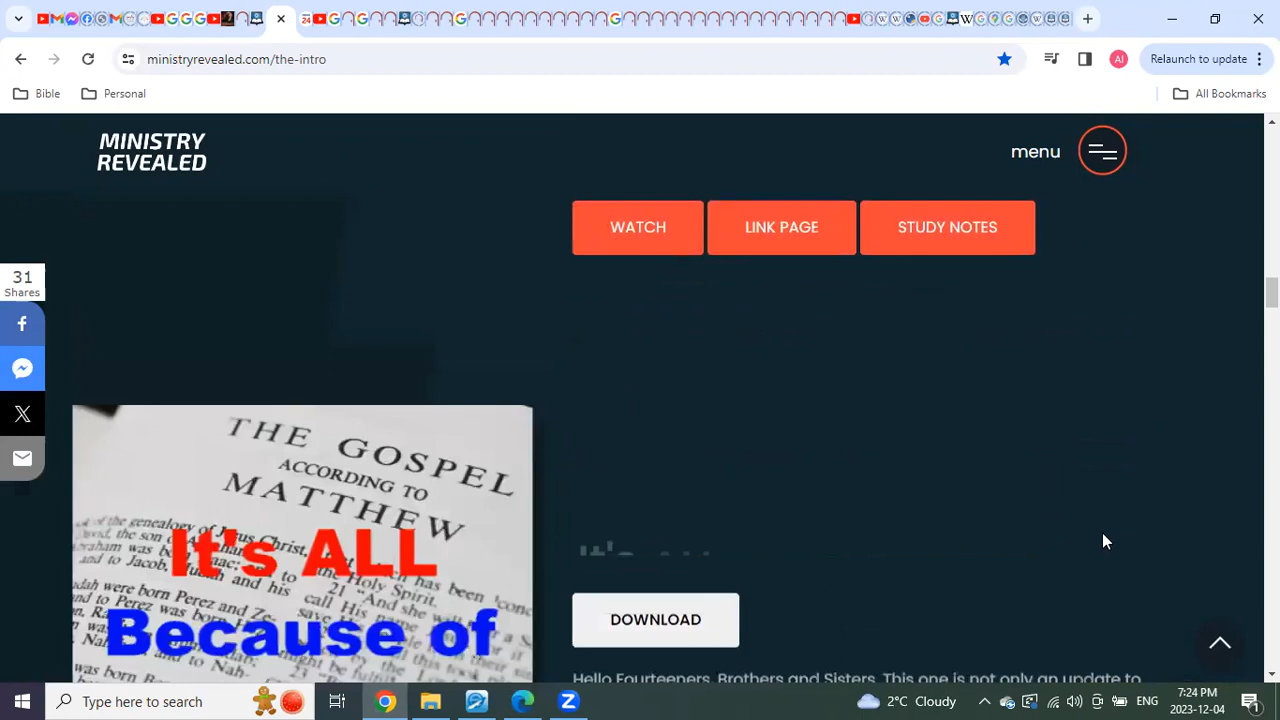 24
ministryrevealed.com/the-intro
AI
Relaunch to update
Bible
Personal
All Bookmarks
MINISTRY
REVEALED
menu
WATCH
LINK PAGE
STUDY NOTES
31
Shares
THE GOSPEL
ACCORDING TO
MATTHEW
It's ALL
Because of
DOWNLOAD
Hello Fourteeners, Brothers and Sisters. This one is not only an update to
Type here to search
2°C Cloudy
ENG
7:24 PM
2023-12-04